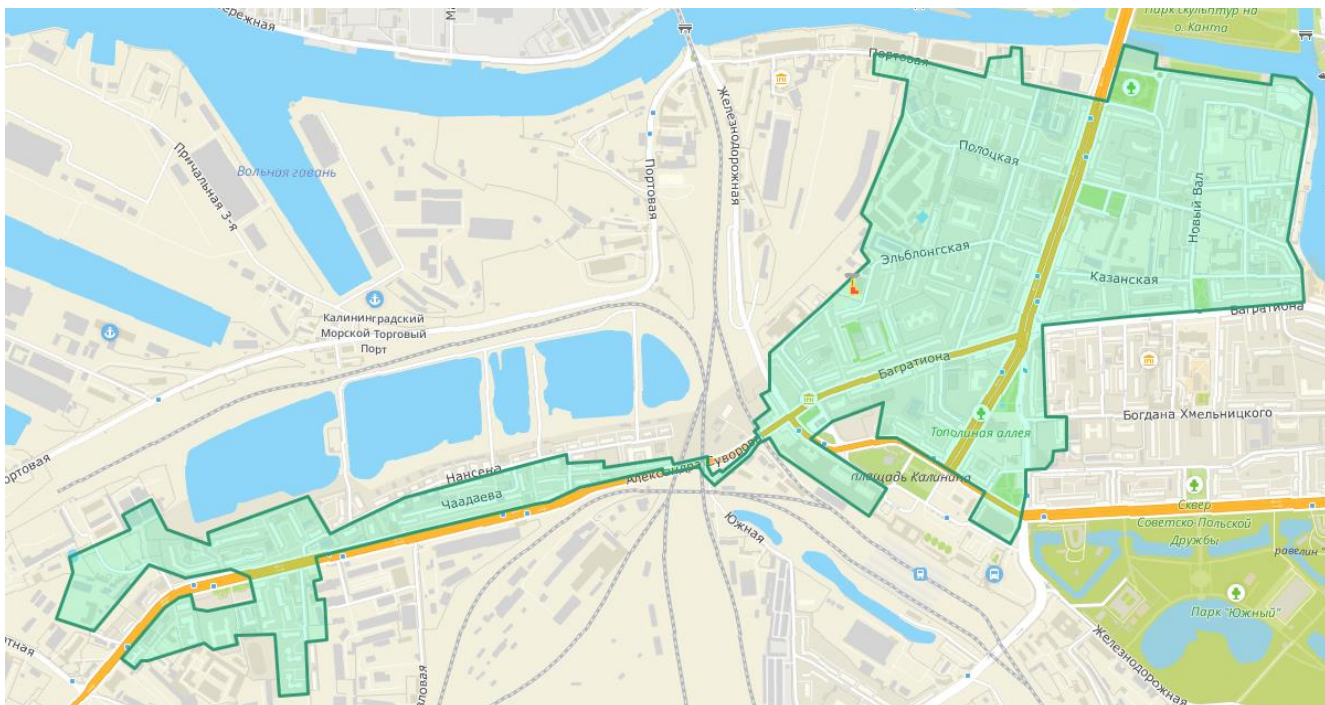 Парк скульптур на
о. Канта
Портовая
Железнодорожная
Полоцкая
Причальная 3-я
Вольная гавань
Портовая
Новый Вал
Эльблонгская
Казанская
Калининградский
Морской Торговый
Порт
Багратиона
Багратиона
Богдана Хмельницкого
Тополиная аллея
Нансена
Александра Суворова
площадь Калинина
Чаадаева
Сквер
Советско-Польской
Дружбы
Южная
равелин
Парк "Южный"
Железнодорожная